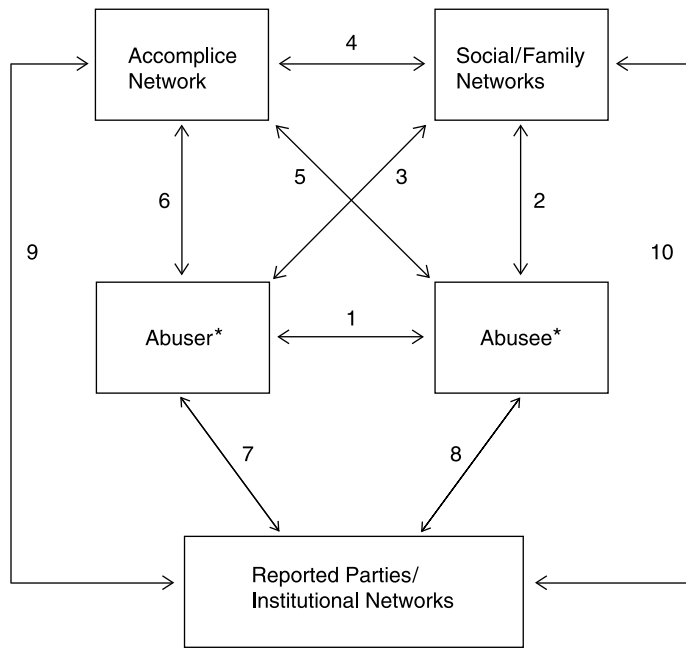 Accomplice
Network
4
Social/Family
Networks
5
3
6
2
9
10
Abuser*
1
Abusee*
7
8
Reported Parties/
Institutional Networks